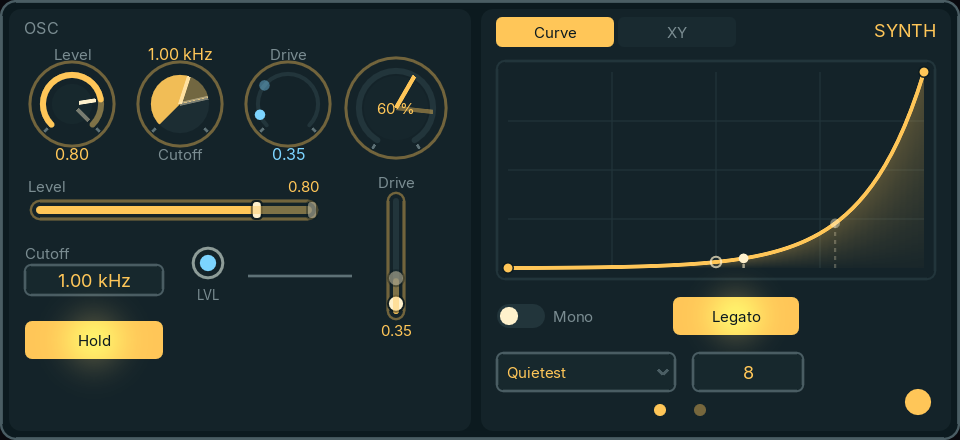 OSC
Level
1.00 kHz
Drive
60 %
0.80
Cutoff
0.35
Level
0.80
Drive
Cutoff
1.00 kHz
LVL
0.35
Hold
Curve
XY
SYNTH
Mono
Legato
Quietest
8